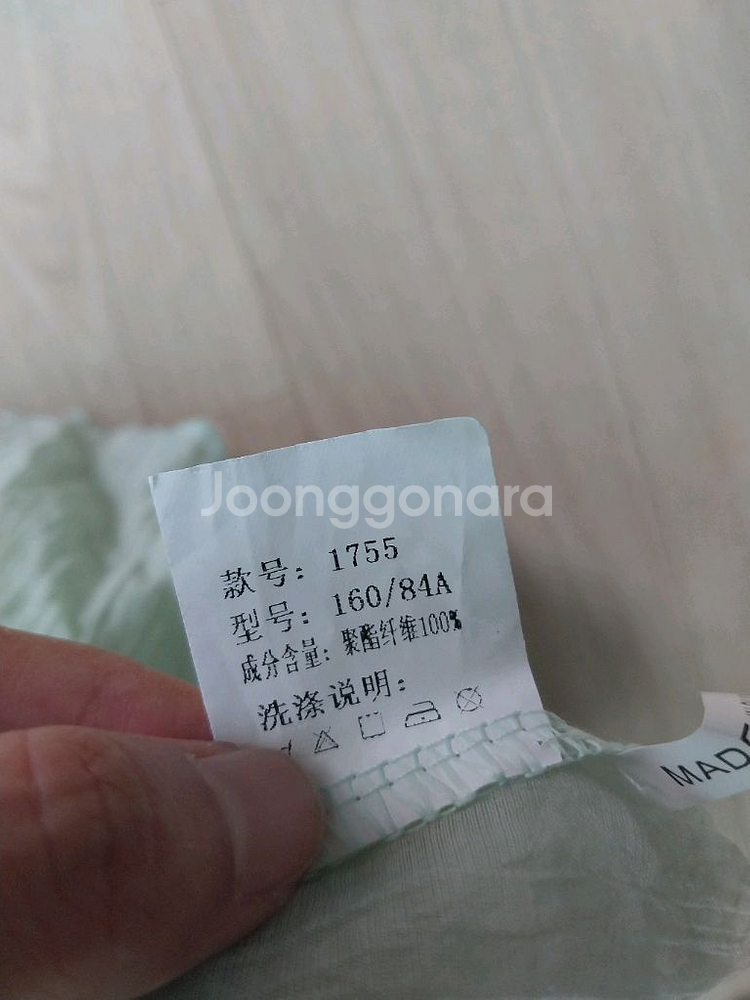 Joonggonara
款号: 1755
型号: 160/84A
成分含量: 聚酯纤维100%
洗涤说明:
MADE